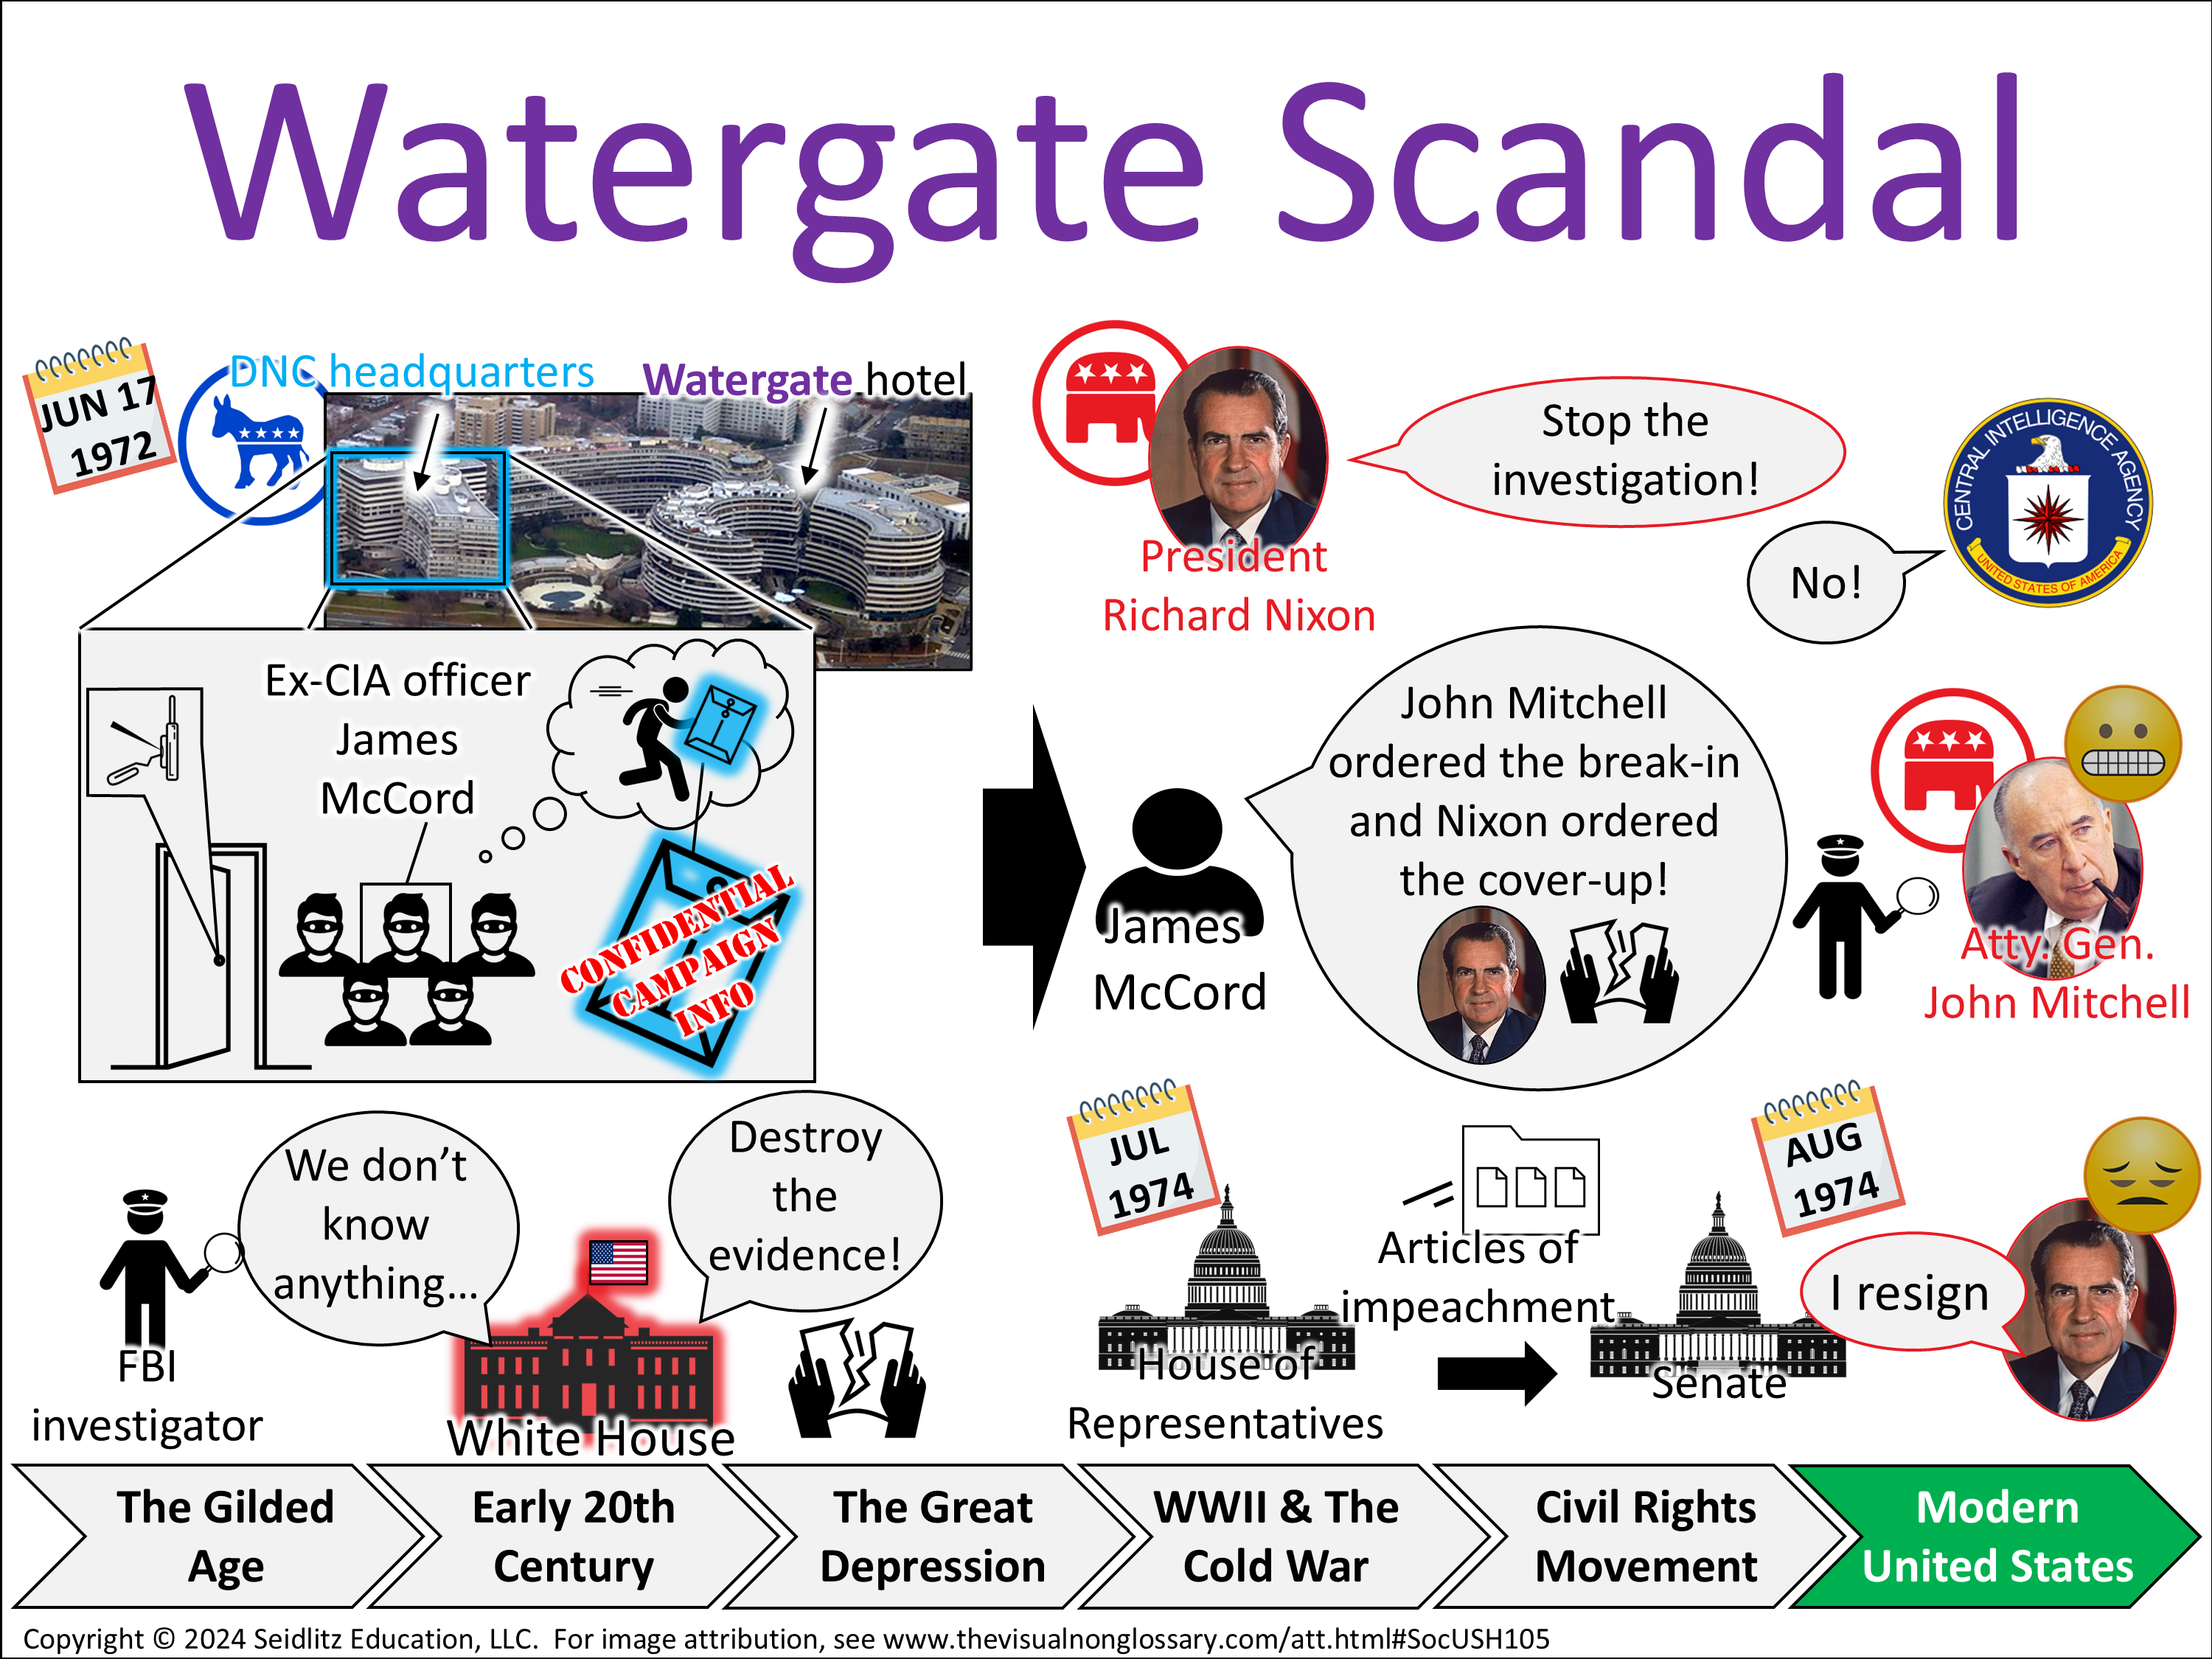 Watergate Scandal
JUN 17
1972
DNC headquarters
Watergate hotel
Ex-CIA officer
James
McCord
CONFIDENTIAL
CAMPAIGN
INFO
FBI
investigator
We don't
know
anything...
White House
Destroy
the
evidence!
President
Richard Nixon
Stop the
investigation!
No!
CENTRAL INTELLIGENCE AGENCY
UNITED STATES OF AMERICA
James
McCord
John Mitchell
ordered the break-in
and Nixon ordered
the cover-up!
Atty. Gen.
John Mitchell
JUL
1974
House of
Representatives
Articles of
impeachment
Senate
AUG
1974
I resign
The Gilded
Age
Early 20th
Century
The Great
Depression
WWII & The
Cold War
Civil Rights
Movement
Modern
United States
Copyright © 2024 Seidlitz Education, LLC.  For image attribution, see www.thevisualnonglossary.com/att.html#SocUSH105